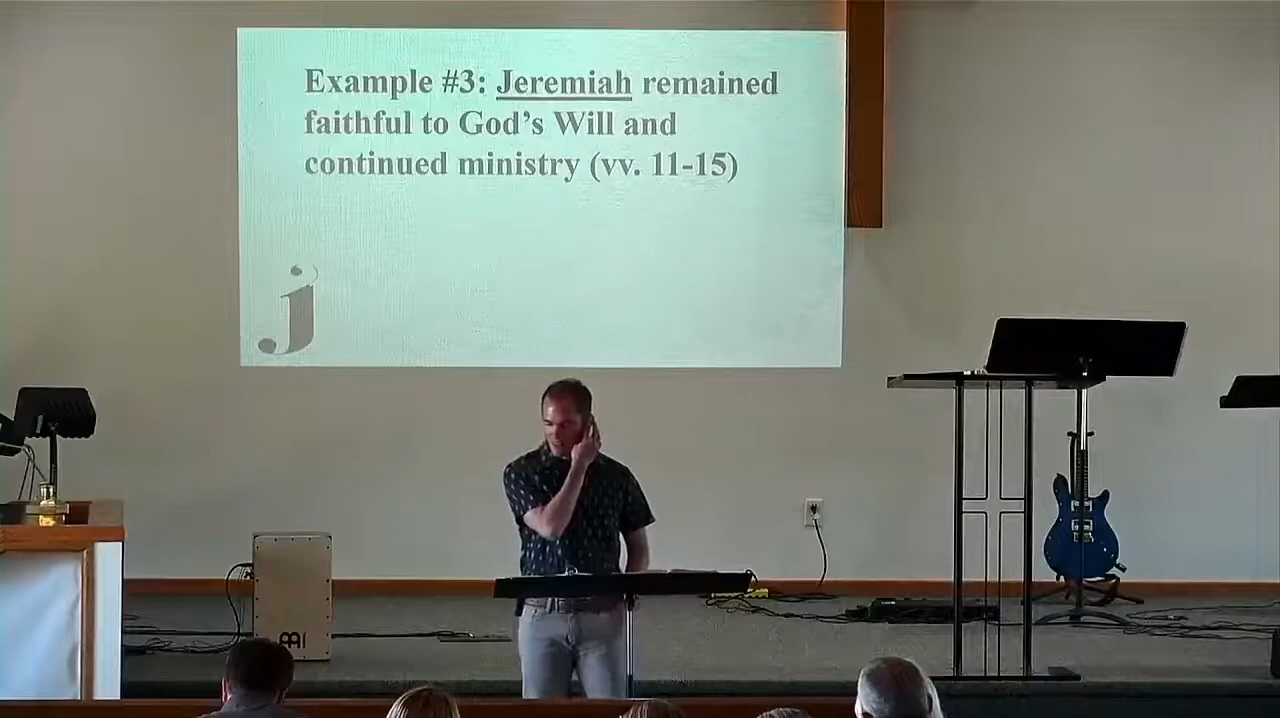 Example #3: Jeremiah remained
faithful to God's Will and
continued ministry (vv. 11-15)
j